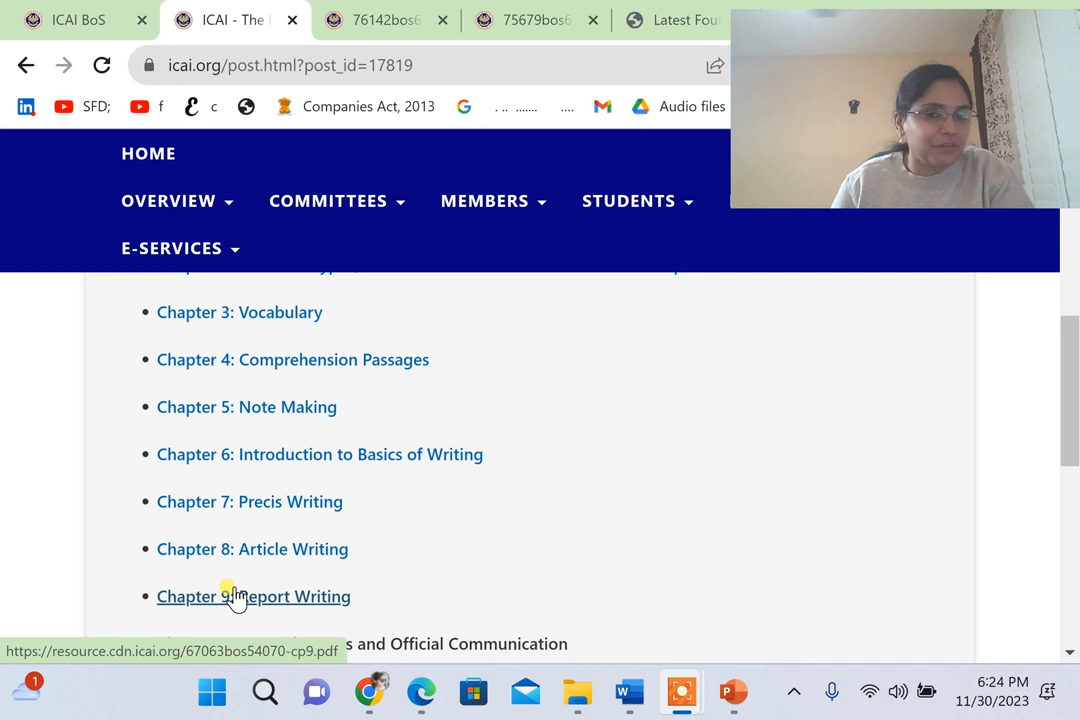 ICAI BoS
ICAI - The
76142bos6
75679bos6
Latest Fou
icai.org/post.html?post_id=17819
SFD;
f
c
Companies Act, 2013
. .. ....... ....
Audio files
HOME
OVERVIEW
COMMITTEES
MEMBERS
STUDENTS
E-SERVICES
Chapter 3: Vocabulary
Chapter 4: Comprehension Passages
Chapter 5: Note Making
Chapter 6: Introduction to Basics of Writing
Chapter 7: Precis Writing
Chapter 8: Article Writing
Chapter 9: Report Writing
s and Official Communication
https://resource.cdn.icai.org/67063bos54070-cp9.pdf
1
6:24 PM
11/30/2023